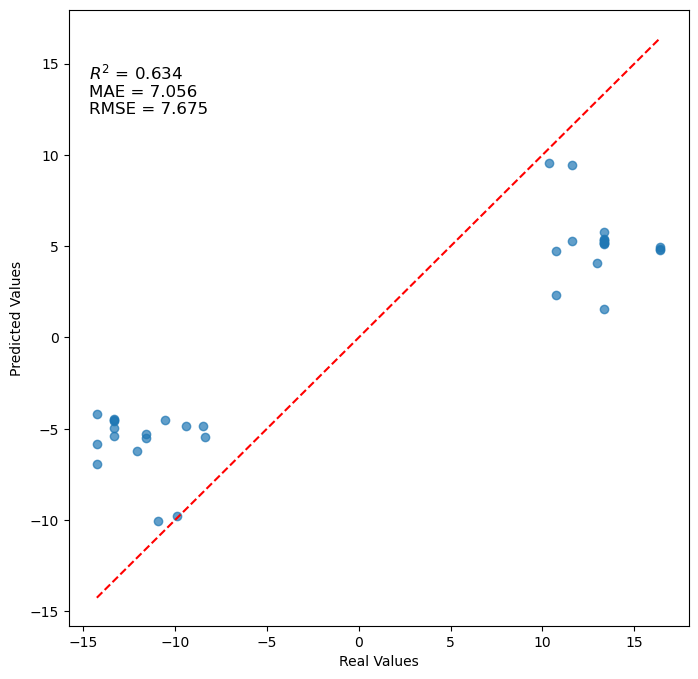 R² = 0.634
MAE = 7.056
RMSE = 7.675
15
10
5
0
−5
−10
−15
Predicted Values
−15 −10 −5 0 5 10 15
Real Values